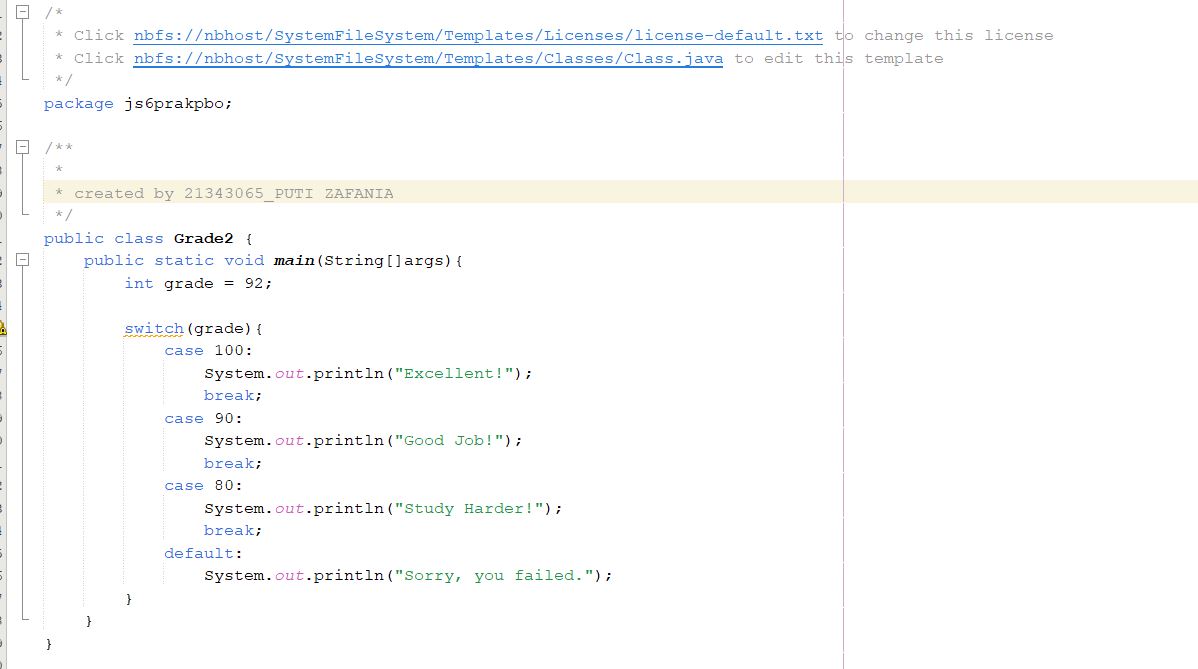 /*
* Click nbfs://nbhost/SystemFileSystem/Templates/Licenses/license-default.txt to change this license
* Click nbfs://nbhost/SystemFileSystem/Templates/Classes/Class.java to edit this template
*/
package js6prakpbo;
/**
*
* created by 21343065_PUTI ZAFANIA
*/
public class Grade2 {
public static void main(String[]args){
int grade = 92;
switch(grade){
case 100:
System.out.println("Excellent!");
break;
case 90:
System.out.println("Good Job!");
break;
case 80:
System.out.println("Study Harder!");
break;
default:
System.out.println("Sorry, you failed.");
}
}
}